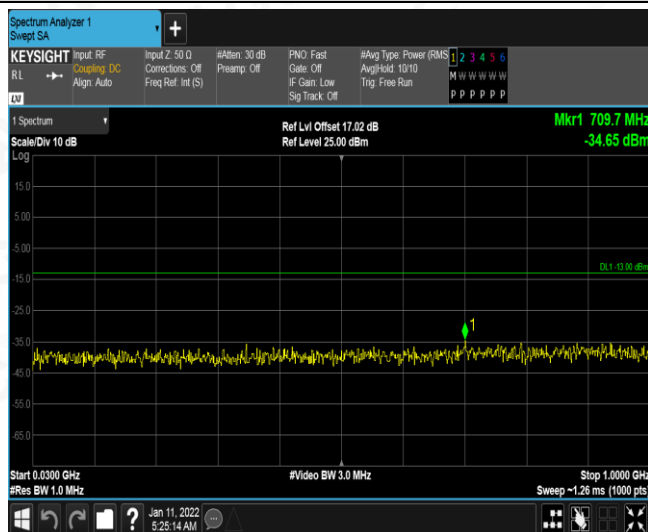 Spectrum Analyzer 1
Swept SA
KEYSIGHT
RL
LXI
Input: RF
Coupling: DC
Align: Auto
Input Z: 50 Ω
Corrections: Off
Freq Ref: Int (S)
#Atten: 30 dB
Preamp: Off
PNO: Fast
Gate: Off
IF Gain: Low
Sig Track: Off
#Avg Type: Power (RMS
Avg|Hold: 10/10
Trig: Free Run
1 2 3 4 5 6
M W W W W W
P P P P P P
1 Spectrum
Scale/Div 10 dB
Log
Ref Lvl Offset 17.02 dB
Ref Level 25.00 dBm
Mkr1 709.7 MHz
-34.65 dBm
15.0
5.00
-5.00
DL1 -13.00 dBm
-15.0
-25.0
1
-35.0
-45.0
-55.0
-65.0
Start 0.0300 GHz
#Res BW 1.0 MHz
#Video BW 3.0 MHz
Stop 1.0000 GHz
Sweep ~1.26 ms (1000 pts)
?
Jan 11, 2022
5:25:14 AM